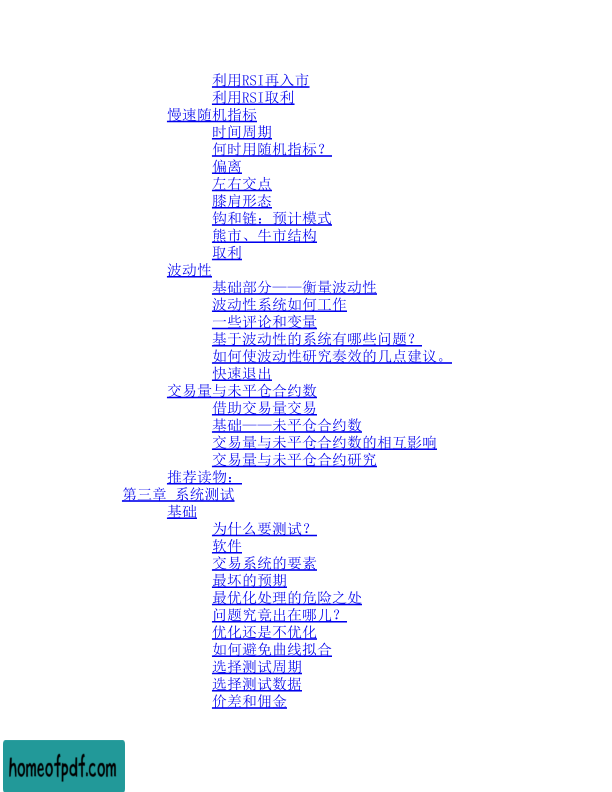 利用RSI再入市
利用RSI取利
慢速随机指标
时间周期
何时用随机指标？
偏离
左右交点
膝肩形态
钩和链：预计模式
熊市、牛市结构
取利
波动性
基础部分——衡量波动性
波动性系统如何工作
一些评论和变量
基于波动性的系统有哪些问题？
如何使波动性研究奏效的几点建议。
快速退出
交易量与未平仓合约数
借助交易量交易
基础——未平仓合约数
交易量与未平仓合约数的相互影响
交易量与未平仓合约研究
推荐读物：
第三章 系统测试
基础
为什么要测试？
软件
交易系统的要素
最坏的预期
最优化处理的危险之处
问题究竟出在哪儿？
优化还是不优化
如何避免曲线拟合
选择测试周期
选择测试数据
价差和佣金
homeofpdf.com